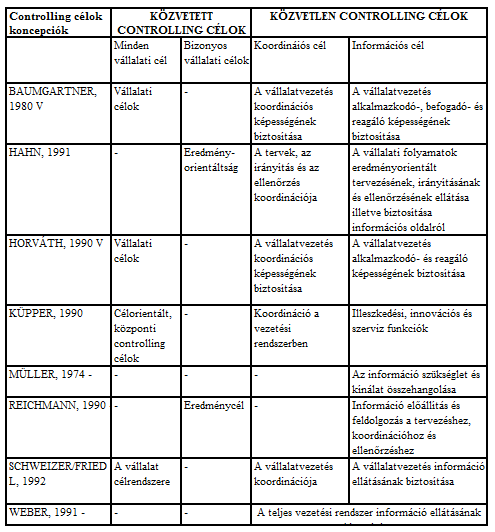 Controlling célok KÖZVETETT KÖZVETLEN CONTROLLING CÉLOK
koncepciók CONTROLLING CÉLOK
Minden Bizonyos Koordináiós cél Információs cél
vállalati cél vállalati célok
BAUMGARTNER, Vállalati - A vállalatvezetés A vállalatvezetés
1980 V célok koordinációs alkalmazkodó-, befogadó- és
képességének reagáló képességének
biztosítása biztosítása
HAHN, 1991 - Eredmény- A tervek, az A vállalati folyamatok
orientáltság irányítás és az eredményorientált
ellenőrzés tervezésének, irányításának
koordinációja és ellenőrzésének ellátása
illetve biztosítása
információs oldalról
HORVÁTH, 1990 V Vállalati - A vállalatvezetés A vállalatvezetés
célok koordinációs alkalmazkodó- és reagáló
képességének képességének biztosítása
biztosítása
KÜPPER, 1990 Célorientált, - Koordináció a Illeszkedési, innovációs és
központi vezetési szerviz funkciók
controlling rendszerben
célok
MÜLLER, 1974 - - - - Az információ szükséglet és
kinálat összehangolása
REICHMANN, 1990 - Eredménycél - Információ előállítás és
feldolgozás a tervezéshez,
koordinációhoz és
ellenőrzéshez
SCHWEIZER/FRIED A vállalat - A vállalatvezetés A vállalatvezetés információ
L, 1992 célrendszere koordinációja ellátásának biztosítása
WEBER, 1991 - - - A teljes vezetési rendszer információ ellátásának